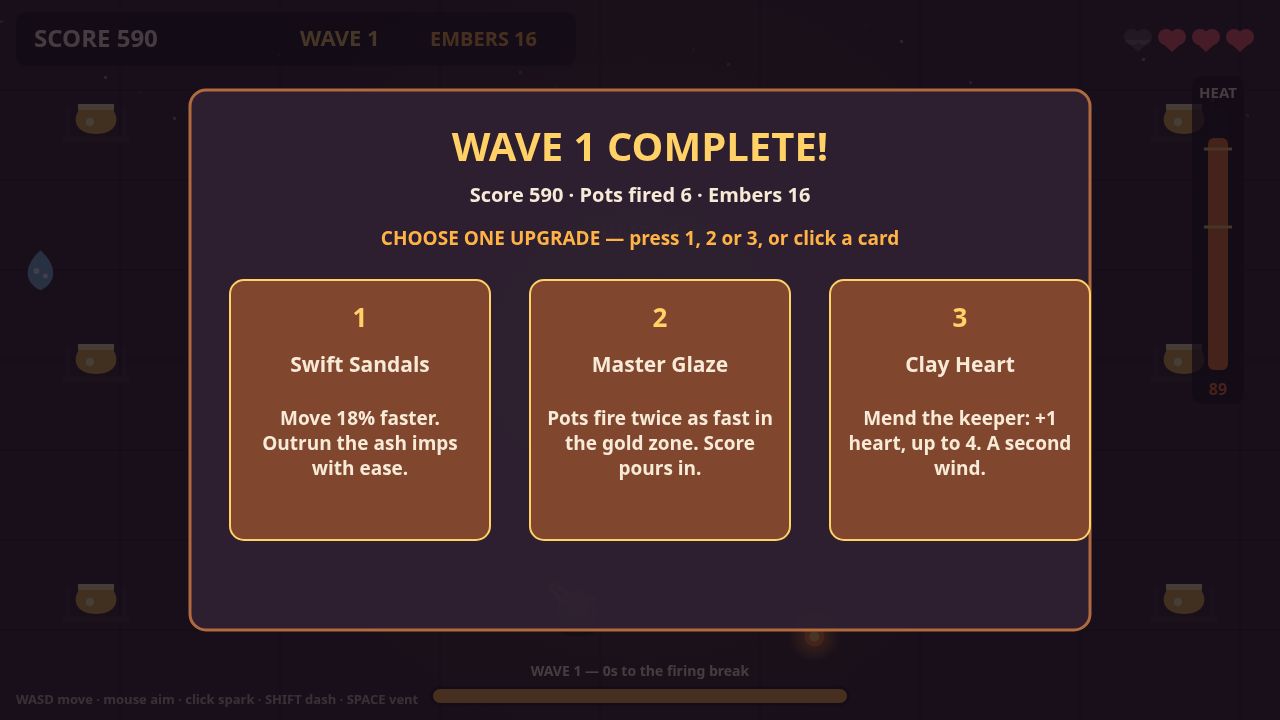 SCORE 590
WAVE 1
EMBERS 16
HEAT
WAVE 1 COMPLETE!
Score 590 · Pots fired 6 · Embers 16
CHOOSE ONE UPGRADE — press 1, 2 or 3, or click a card
1
Swift Sandals
Move 18% faster.
Outrun the ash imps
with ease.
2
Master Glaze
Pots fire twice as fast in
the gold zone. Score
pours in.
3
Clay Heart
Mend the keeper: +1
heart, up to 4. A second
wind.
89
WAVE 1 — 0s to the firing break
WASD move · mouse aim · click spark · SHIFT dash · SPACE vent